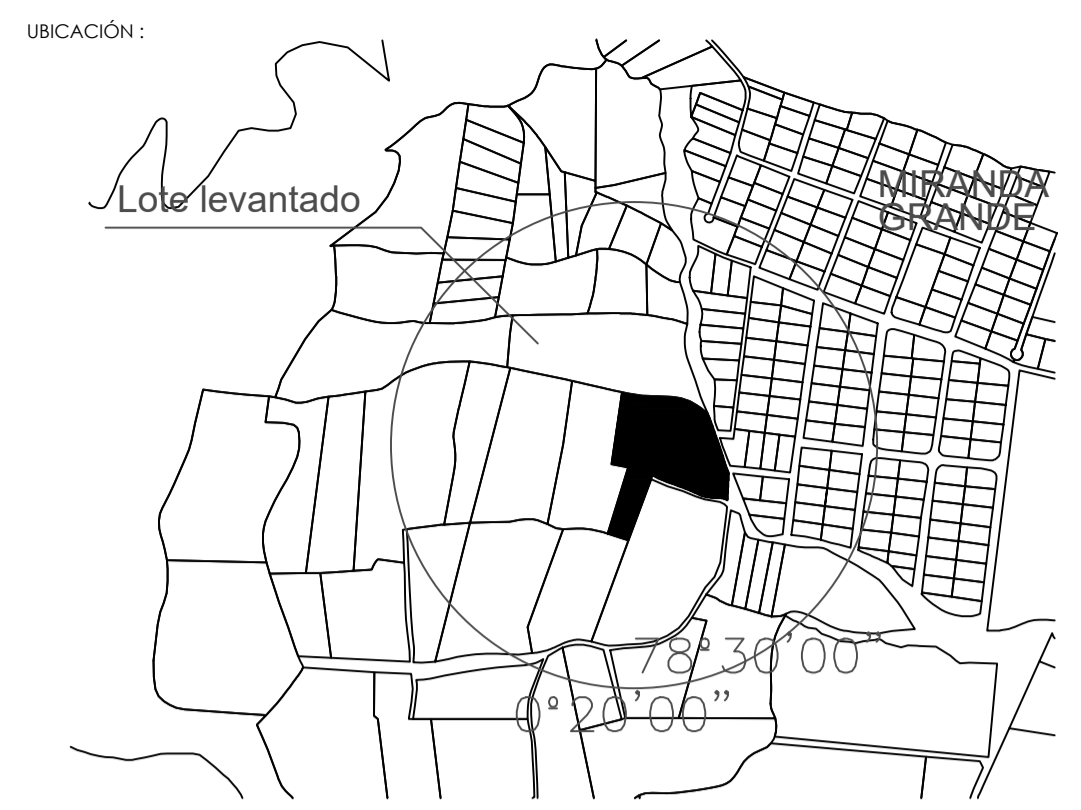 UBICACIÓN :
Lote levantado
MIRANDA
GRANDE
78º30’00”
0º20’00”